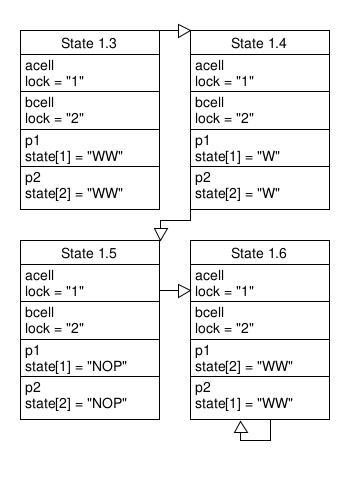 State 1.3
acell
lock = "1"
bcell
lock = "2"
p1
state[1] = "WW"
p2
state[2] = "WW"
State 1.4
acell
lock = "1"
bcell
lock = "2"
p1
state[1] = "W"
p2
state[2] = "W"
State 1.5
acell
lock = "1"
bcell
lock = "2"
p1
state[1] = "NOP"
p2
state[2] = "NOP"
State 1.6
acell
lock = "1"
bcell
lock = "2"
p1
state[2] = "WW"
p2
state[1] = "WW"